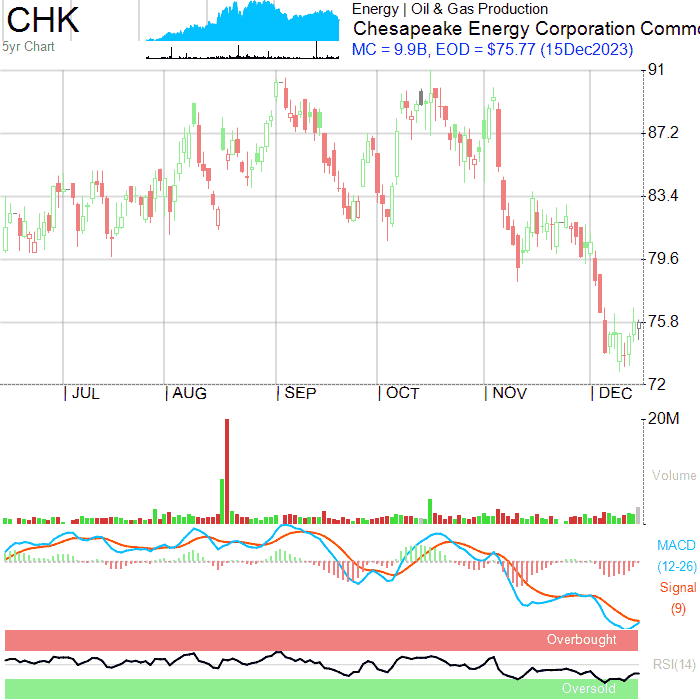 CHK
5yr Chart
Energy | Oil & Gas Production
Chesapeake Energy Corporation Commo
MC = 9.9B, EOD = $75.77 (15Dec2023)
91
87.2
83.4
79.6
75.8
72
| JUL | AUG | SEP | OCT | NOV | DEC
20M
Volume
MACD
(12-26)
Signal
(9)
Overbought
RSI(14)
Oversold